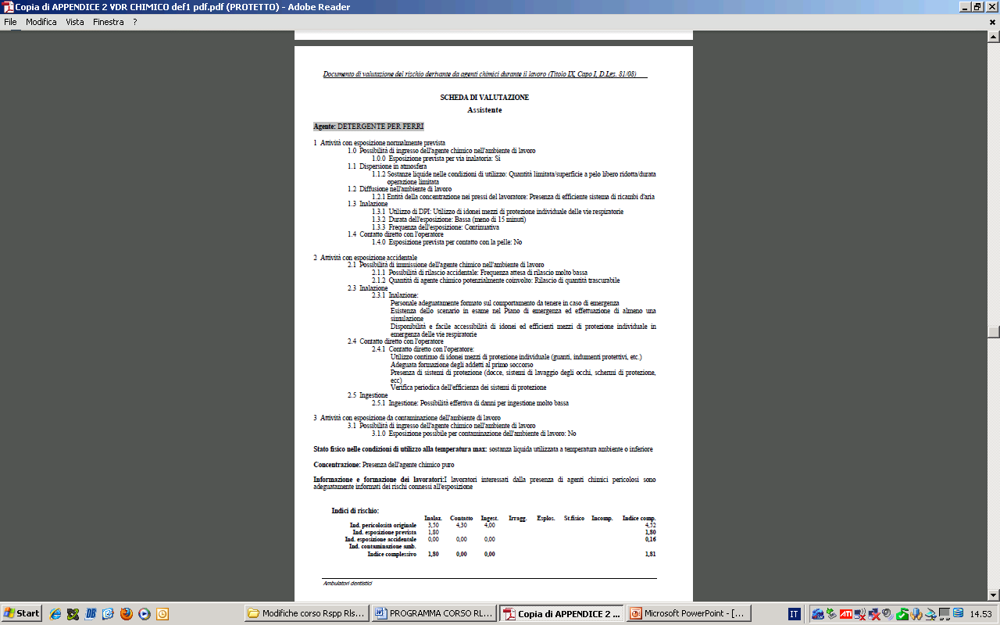 Copia di APPENDICE 2 VDR CHIMICO def1 pdf.pdf (PROTETTO) - Adobe Reader
File Modifica Vista Finestra ?
Documento di valutazione del rischio derivante da agenti chimici durante il lavoro (Titolo IX, Capo I, D.Lgs. 81/08)
SCHEDA DI VALUTAZIONE
Assistente
Agente: DETERGENTE PER FERRI
1 Attività con esposizione normalmente prevista
1.0 Possibilità di ingresso dell'agente chimico nell'ambiente di lavoro
1.0.0 Esposizione prevista per via inalatoria: Sì
1.1 Dispersione in atmosfera
1.1.2 Sostanze liquide nelle condizioni di utilizzo: Quantità limitata/superficie a pelo libero ridotta/durata
operazione limitata
1.2 Diffusione nell'ambiente di lavoro
1.2.1 Entità della concentrazione nei pressi del lavoratore: Presenza di efficiente sistema di ricambi d'aria
1.3 Inalazione
1.3.1 Utilizzo di DPI: Utilizzo di idonei mezzi di protezione individuale delle vie respiratorie
1.3.2 Durata dell'esposizione: Bassa (meno di 15 minuti)
1.3.3 Frequenza dell'esposizione: Continuativa
1.4 Contatto diretto con l'operatore
1.4.0 Esposizione prevista per contatto con la pelle: No
2 Attività con esposizione accidentale
2.1 Possibilità di immissione dell'agente chimico nell'ambiente di lavoro
2.1.1 Possibilità di rilascio accidentale: Frequenza attesa di rilascio molto bassa
2.1.2 Quantità di agente chimico potenzialmente coinvolto: Rilascio di quantità trascurabile
2.3 Inalazione
2.3.1 Inalazione:
Personale adeguatamente formato sul comportamento da tenere in caso di emergenza
Esistenza dello scenario in esame nel Piano di emergenza ed effettuazione di almeno una
simulazione
Disponibilità e facile accessibilità di idonei ed efficienti mezzi di protezione individuale in
emergenza delle vie respiratorie
2.4 Contatto diretto con l'operatore
2.4.1 Contatto diretto con l'operatore:
Utilizzo continuo di idonei mezzi di protezione individuale (guanti, indumenti protettivi, etc.)
Adeguata formazione degli addetti al primo soccorso
Presenza di sistemi di protezione (docce, sistemi di lavaggio degli occhi, schermi di protezione,
ecc)
Verifica periodica dell'efficienza dei sistemi di protezione
2.5 Ingestione
2.5.1 Ingestione: Possibilità effettiva di danni per ingestione molto bassa
3 Attività con esposizione da contaminazione dell'ambiente di lavoro
3.1 Possibilità di ingresso dell'agente chimico nell'ambiente di lavoro
3.1.0 Esposizione possibile per contaminazione dell'ambiente di lavoro: No
Stato fisico nelle condizioni di utilizzo alla temperatura max: sostanza liquida utilizzata a temperatura ambiente o inferiore
Concentrazione: Presenza dell'agente chimico puro
Informazione e formazione dei lavoratori:I lavoratori interessati dalla presenza di agenti chimici pericolosi sono
adeguatamente informati dei rischi connessi all'esposizione
Indici di rischio:
Inalaz. Contatto Ingest. Irragg. Esplos. St.fisico Incomp. Indice comp.
Ind. pericolosità originale 3,50 4,30 4,00 4,52
Ind. esposizione prevista 1,80 1,80
Ind. esposizione accidentale 0,00 0,00 0,00 0,16
Ind. contaminazione amb.
Indice complessivo 1,80 0,00 0,00 1,81
Ambulatori dentistici
Start Modifiche corso Rspp Rls... PROGRAMMA CORSO RL... Copia di APPENDICE 2 ... Microsoft PowerPoint - [... IT 14.53